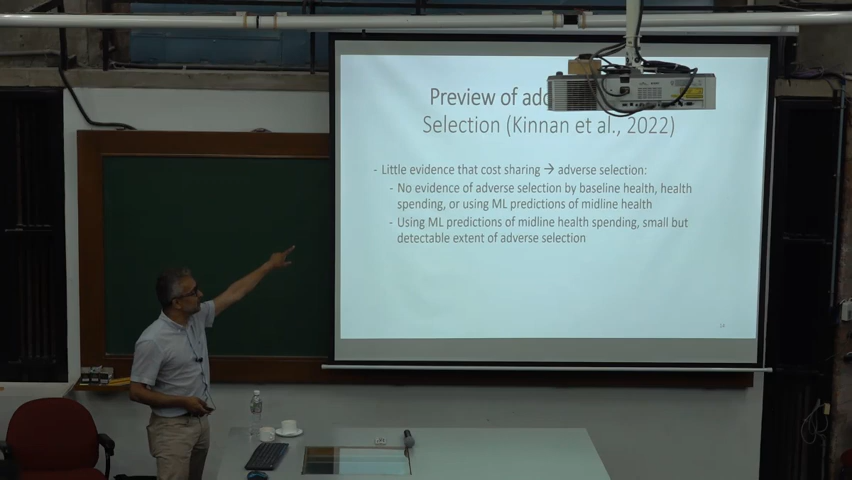 Preview of
Selection (Kinnan et al., 2022)
- Little evidence that cost sharing → adverse selection:
- No evidence of adverse selection by baseline health, health
spending, or using ML predictions of midline health
- Using ML predictions of midline health spending, small but
detectable extent of adverse selection